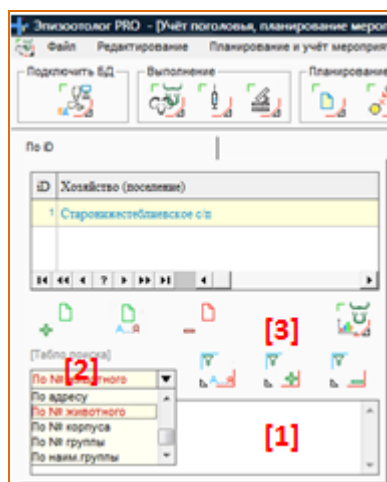 Эпизоотолог PRO - [Учёт поголовья, планирование меро
Файл Редактирование Планирование и учёт мероприя
Подключить БД Выполнение Планирование
По iD
iD Хозяйство (поселение)
1 Старонижестеблиевское с/п
?
А...Я
[3]
[Табло поиска]
[2]
По № животного
А...Я
По адресу
По № животного
По № корпуса
По № группы
По наим.группы
[1]